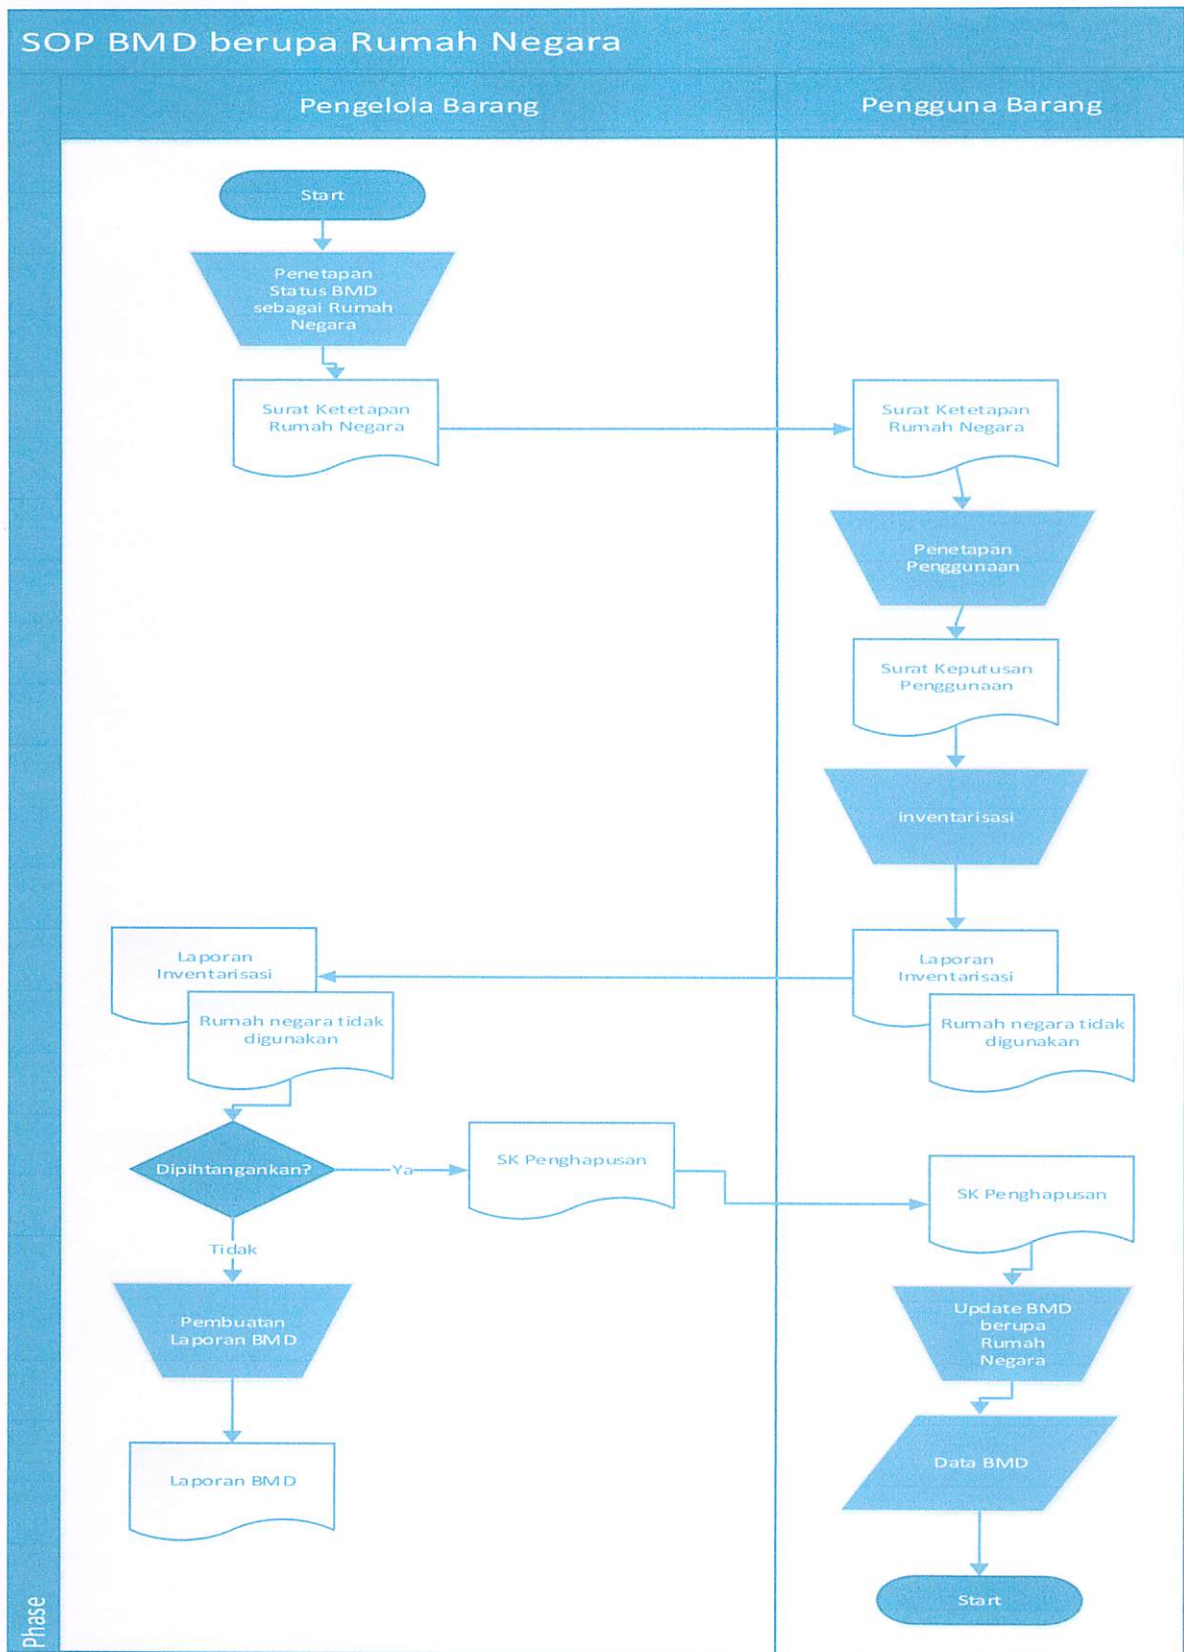 SOP BMD berupa Rumah Negara
Pengelola Barang
Pengguna Barang
Start
Penetapan
Status BMD
sebagai Rumah
Negara
Surat Ketetapan
Rumah Negara
Surat Ketetapan
Rumah Negara
Penetapan
Penggunaan
Surat Keputusan
Penggunaan
inventarisasi
Laporan
Inventarisasi
Rumah negara tidak
digunakan
Laporan
Inventarisasi
Rumah negara tidak
digunakan
Dipihtangankan?
Ya
SK Penghapusan
SK Penghapusan
Tidak
Pembuatan
Laporan BMD
Update BMD
berupa
Rumah
Negara
Laporan BMD
Data BMD
Start
Phase